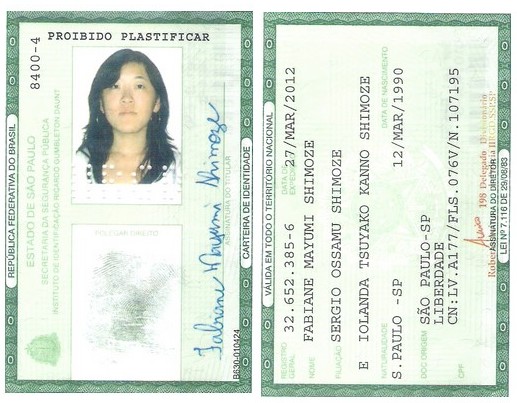 PROIBIDO PLASTIFICAR
8400-4
REPÚBLICA FEDERATIVA DO BRASIL
ESTADO DE SÃO PAULO
SECRETARIA DA SEGURANÇA PÚBLICA
INSTITUTO DE IDENTIFICAÇÃO RICARDO GUMBLETON DAUNT
POLEGAR DIREITO
Fabiane Mayumi Shimoze
ASSINATURA DO TITULAR
CARTEIRA DE IDENTIDADE
B630-010424
VÁLIDA EM TODO O TERRITÓRIO NACIONAL
REGISTRO GERAL 32.652.385-6 DATA DE EXPEDIÇÃO 27/MAR/2012
NOME FABIANE MAYUMI SHIMOZE
FILIAÇÃO SERGIO OSSAMU SHIMOZE
E IOLANDA TSUYAKO KANNO SHIMOZE
NATURALIDADE DATA DE NASCIMENTO
S.PAULO -SP 12/MAR/1990
DOC ORIGEM SÃO PAULO-SP
LIBERDADE
CN:LV.A177/FLS.076V/N.107195
CPF
198 Delegado Divisionário
ASSINATURA DO DIRETOR
LEI Nº 7.116 DE 29/08/83